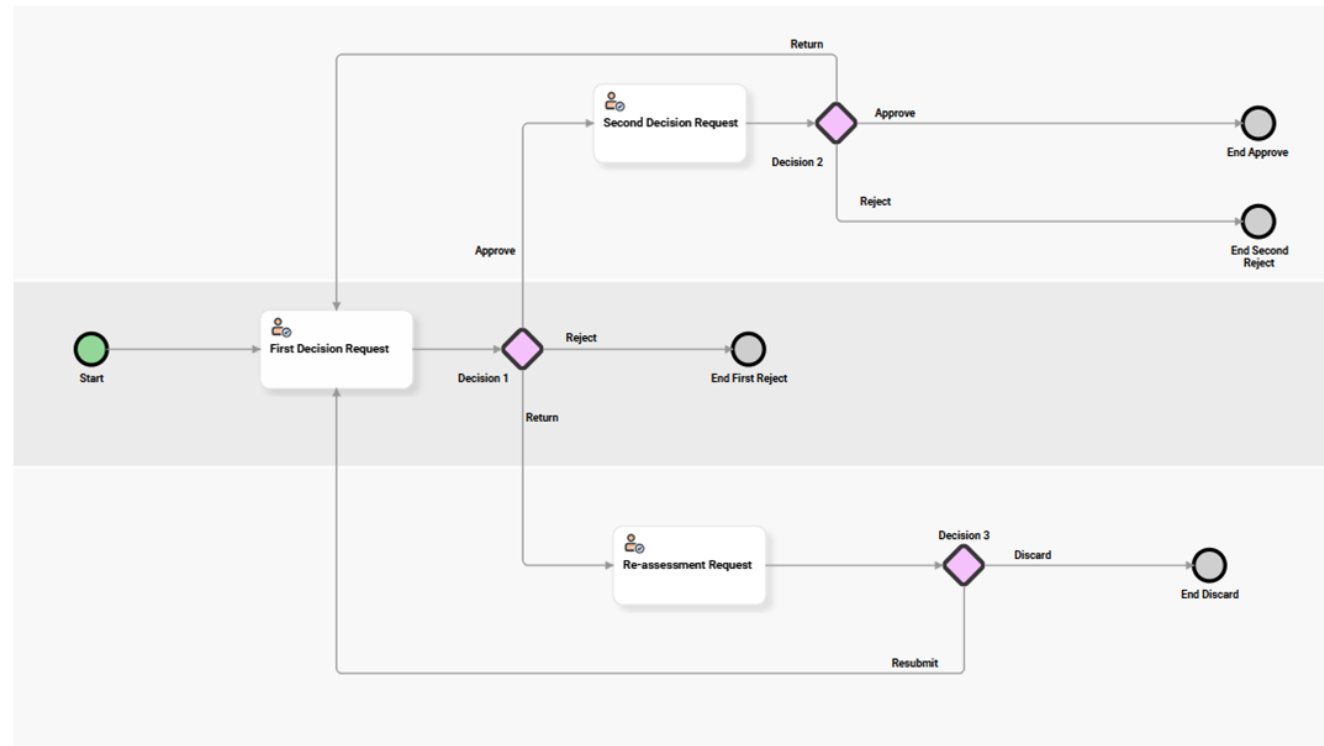 Return
Second Decision Request
Approve
Decision 2
End Approve
Reject
End Second
Reject
Approve
First Decision Request
Reject
Start
Decision 1
End First Reject
Return
Decision 3
Discard
Re-assessment Request
End Discard
Resubmit